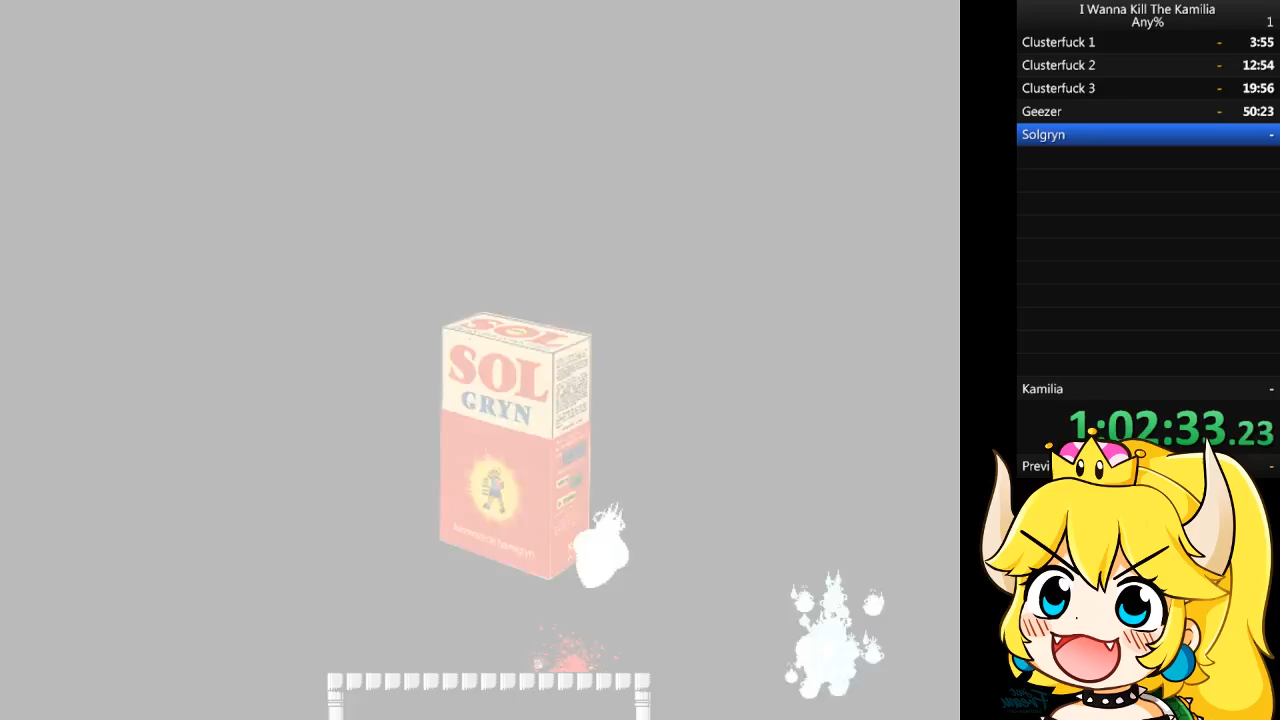 I Wanna Kill The Kamilia
Any% 1
Clusterfuck 1 - 3:55
Clusterfuck 2 - 12:54
Clusterfuck 3 - 19:56
Geezer - 50:23
Solgryn -
SOL
SOL
GRYN
Kamilia -
1:02:33.23
Previ -